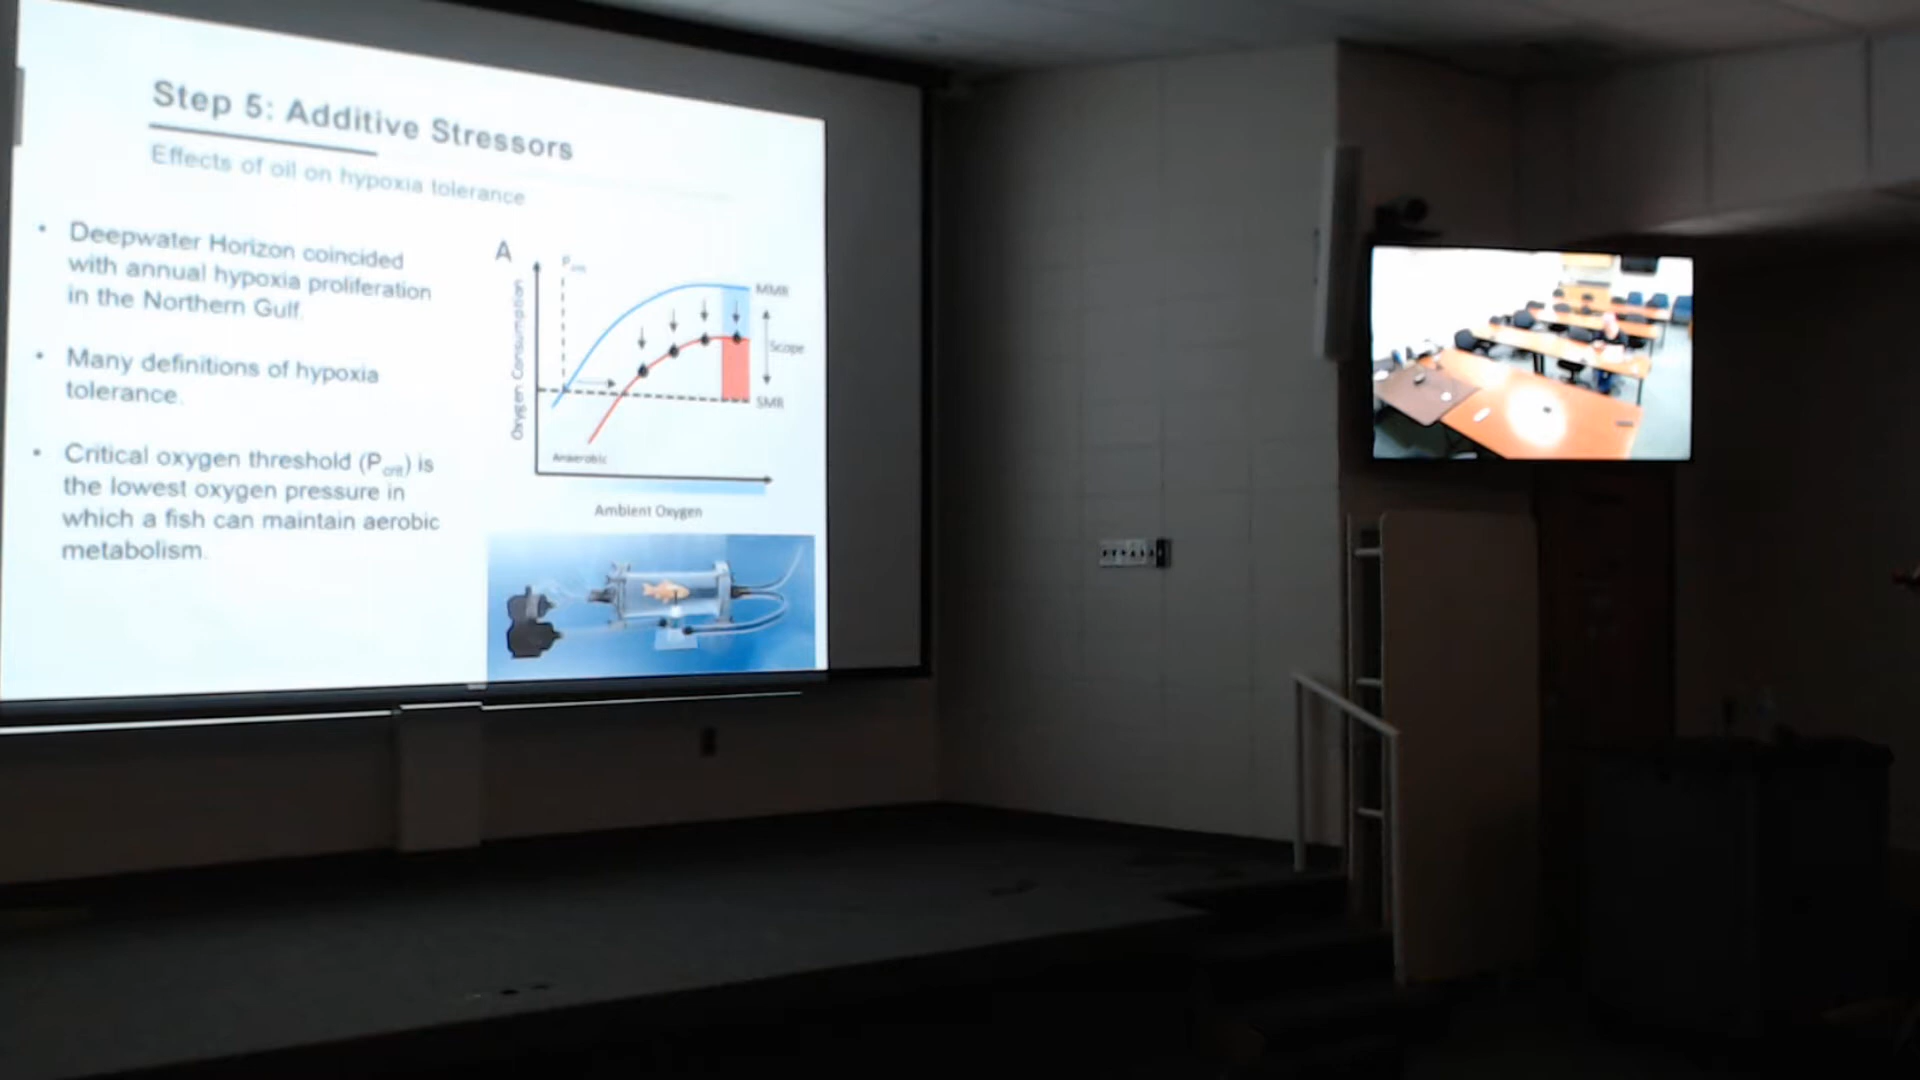 Step 5: Additive Stressors
Effects of oil on hypoxia tolerance
• Deepwater Horizon coincided
with annual hypoxia proliferation
in the Northern Gulf.
• Many definitions of hypoxia
tolerance.
• Critical oxygen threshold (Pcrit) is
the lowest oxygen pressure in
which a fish can maintain aerobic
metabolism.
A
Pcrit
MMR
Scope
SMR
Oxygen Consumption
Anaerobic
Ambient Oxygen